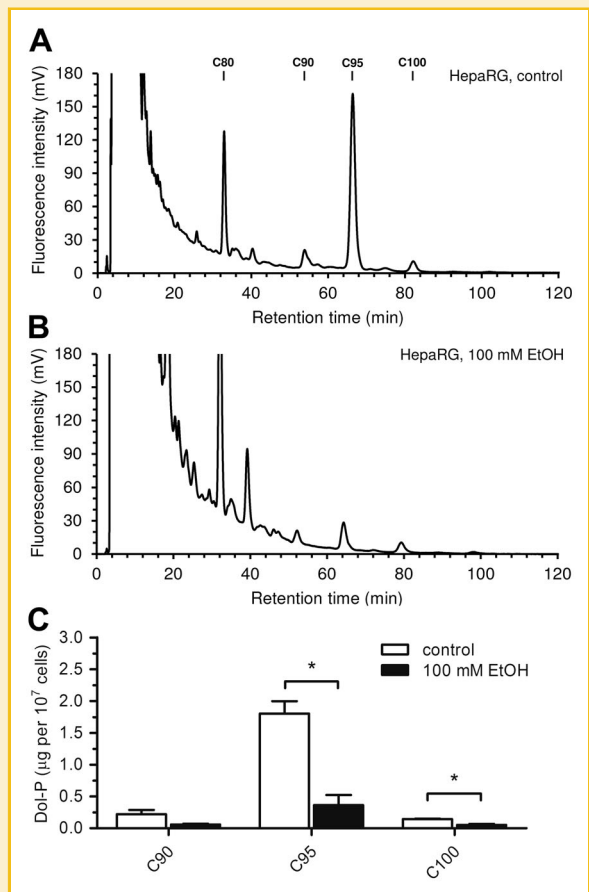 A
C80 C90 C95 C100
HepaRG, control
Fluorescence intensity (mV)
180
150
120
90
60
30
0
0 20 40 60 80 100 120
Retention time (min)
B
HepaRG, 100 mM EtOH
Fluorescence intensity (mV)
180
150
120
90
60
30
0
0 20 40 60 80 100 120
Retention time (min)
C
Dol-P (µg per 10⁷ cells)
3.0
2.5
2.0
1.5
1.0
0.5
0.0
control
100 mM EtOH
*
*
C90 C95 C100